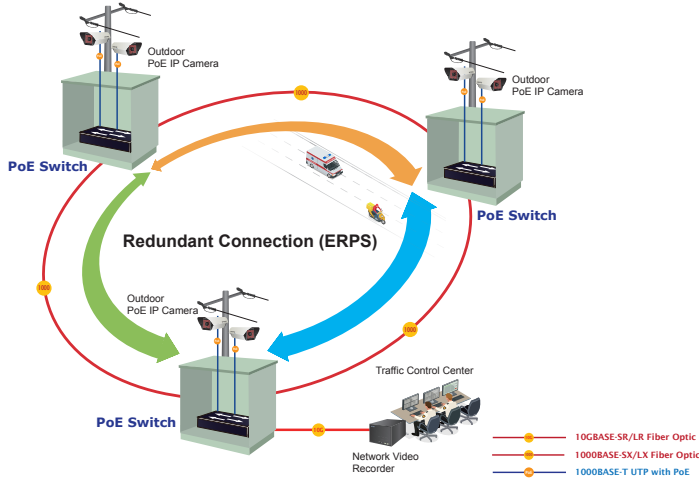 Outdoor
PoE IP Camera
PoE Switch
1000
Outdoor
PoE IP Camera
PoE Switch
Redundant Connection (ERPS)
1000
Outdoor
PoE IP Camera
1000
PoE Switch
Traffic Control Center
10G
Network Video
Recorder
10GBASE-SR/LR Fiber Optic
1000BASE-SX/LX Fiber Optic
1000BASE-T UTP with PoE